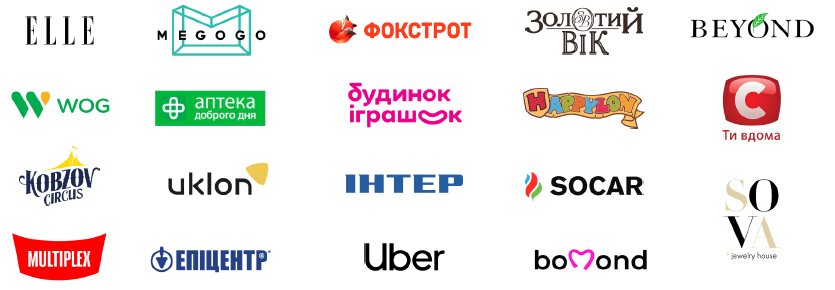 ELLE
MEGOGO
ФОКСТРОТ
ЗОЛОТИЙ
ВІК
BEYOND
WOG
аптека
доброго дня
будинок
іграшок
HAPPYLON
С
Ти вдома
KOBZOV
CIRCUS
uklon
ІНТЕР
SOCAR
SO
VA
jewelry house
MULTIPLEX
ЕПІЦЕНТР®
Uber
bomond